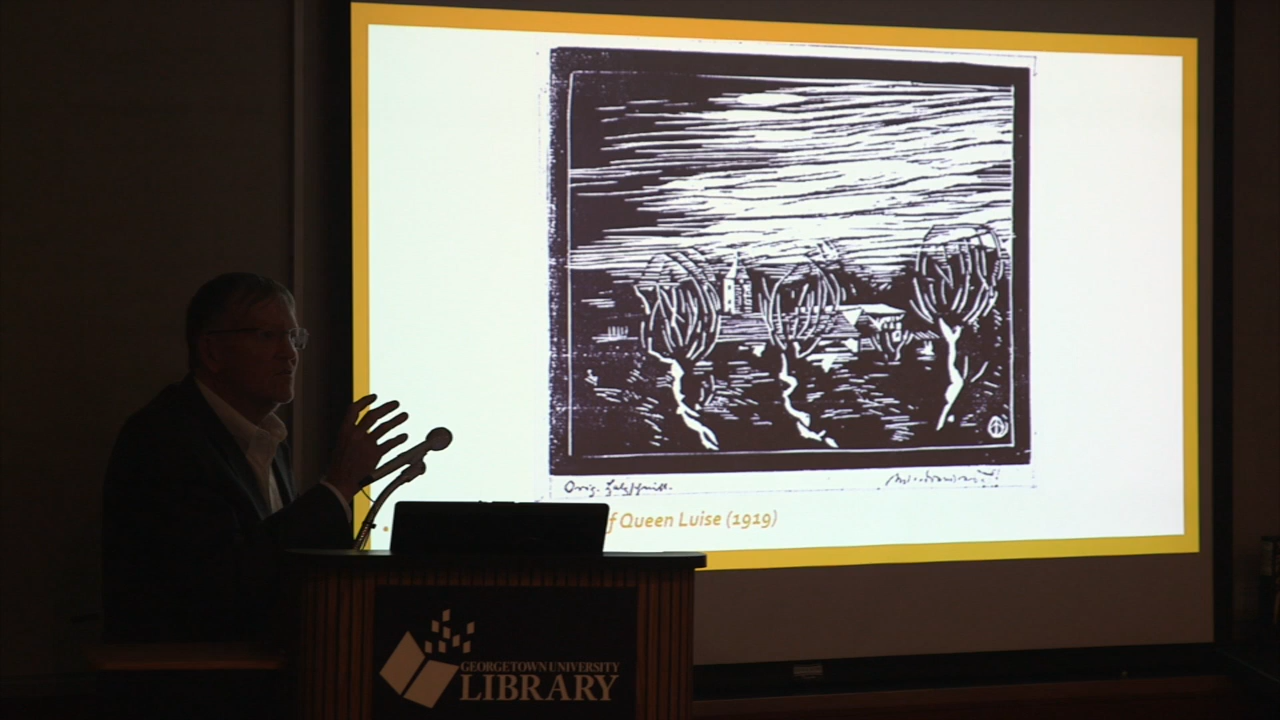 Orig. Holzschnitt.
f Queen Luise (1919)
GEORGETOWN UNIVERSITY
LIBRARY